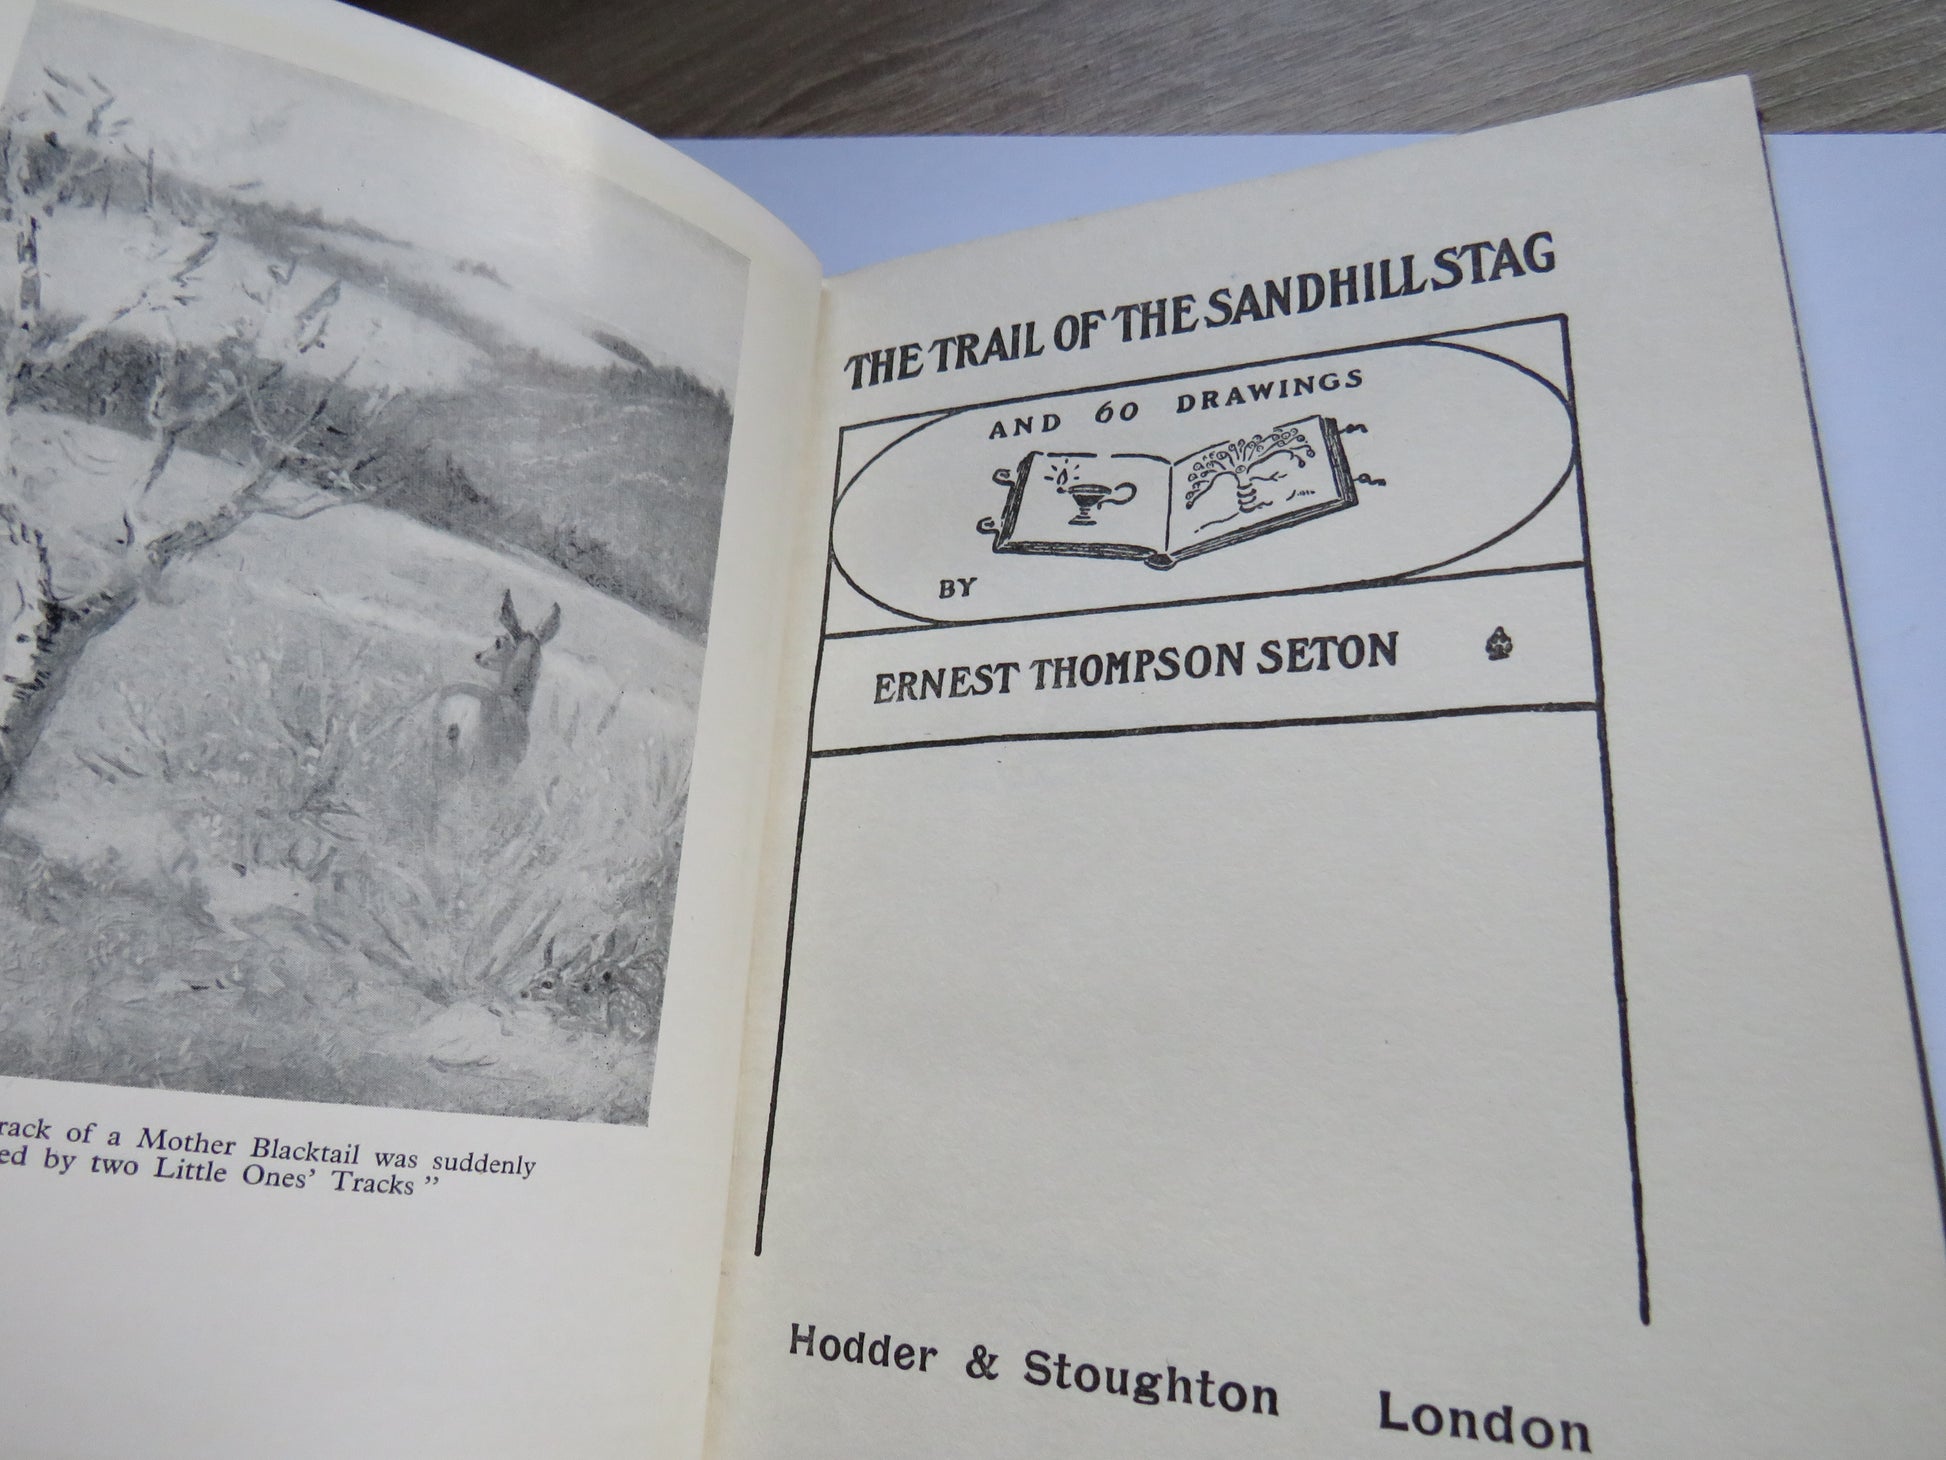 rack of a Mother Blacktail was suddenly
ed by two Little Ones' Tracks"
THE TRAIL OF THE SANDHILL STAG
AND 60 DRAWINGS
BY
ERNEST THOMPSON SETON
Hodder & Stoughton London